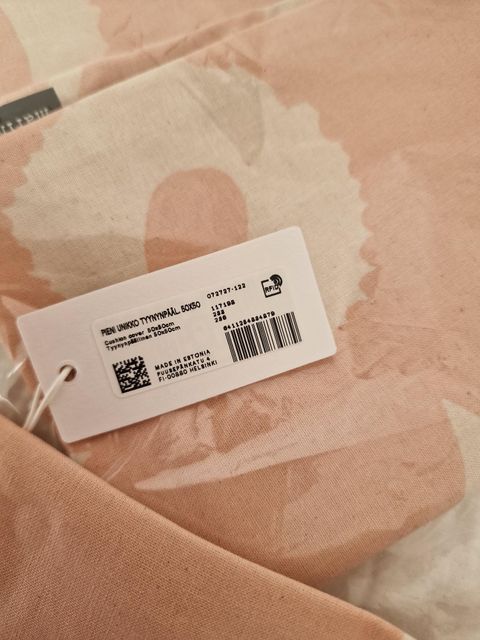 PIENI UNIKKO TYYNYNPÄÄL. 50X50
Cushion cover 50x50cm
Tyynynpäällinen 50x50cm
072727-122
RFID
MADE IN ESTONIA
PUUSEPÄNKATU 4
FI-00880 HELSINKI